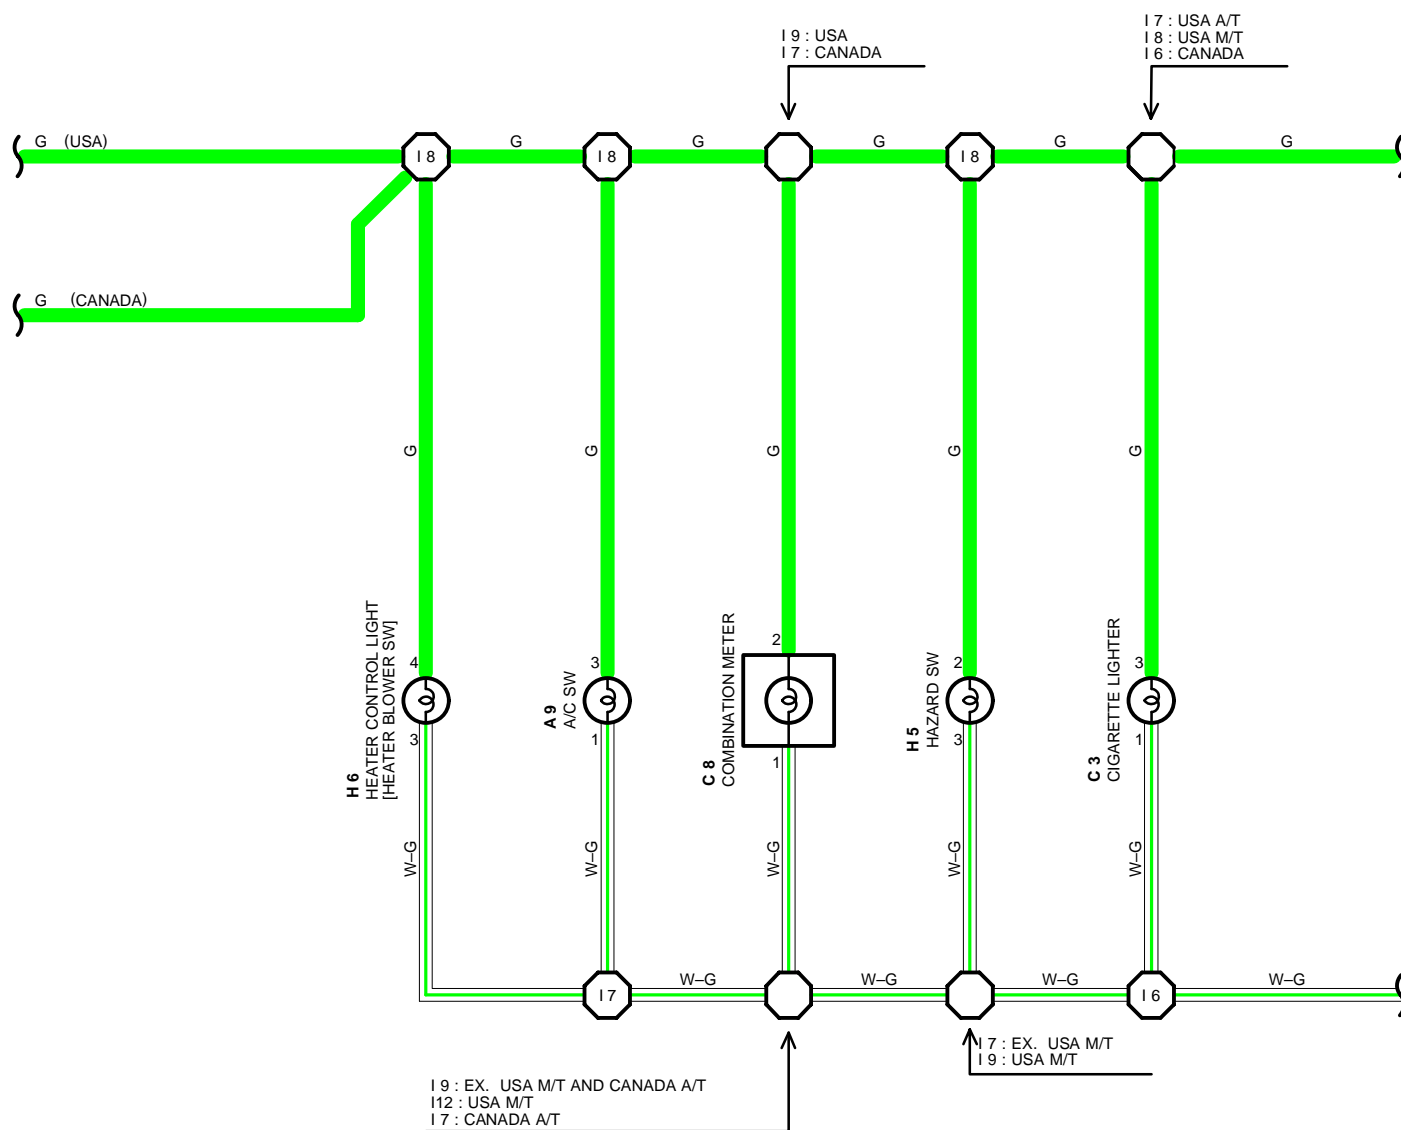 I 9 : USA
I 7 : CANADA
I 7 : USA A/T
I 8 : USA M/T
I 6 : CANADA
G (USA)
I 8
G
I 8
G
G
I 8
G
G
G (CANADA)
G
G
G
G
G
H 6
HEATER CONTROL LIGHT
[HEATER BLOWER SW]
4
3
A 9
A/C SW
3
1
C 8
COMBINATION METER
2
1
H 5
HAZARD SW
2
3
C 3
CIGARETTE LIGHTER
3
1
W–G
W–G
W–G
W–G
W–G
I 7
W–G
W–G
W–G
I 6
W–G
I 7 : EX. USA M/T
I 9 : USA M/T
I 9 : EX. USA M/T AND CANADA A/T
I12 : USA M/T
I 7 : CANADA A/T